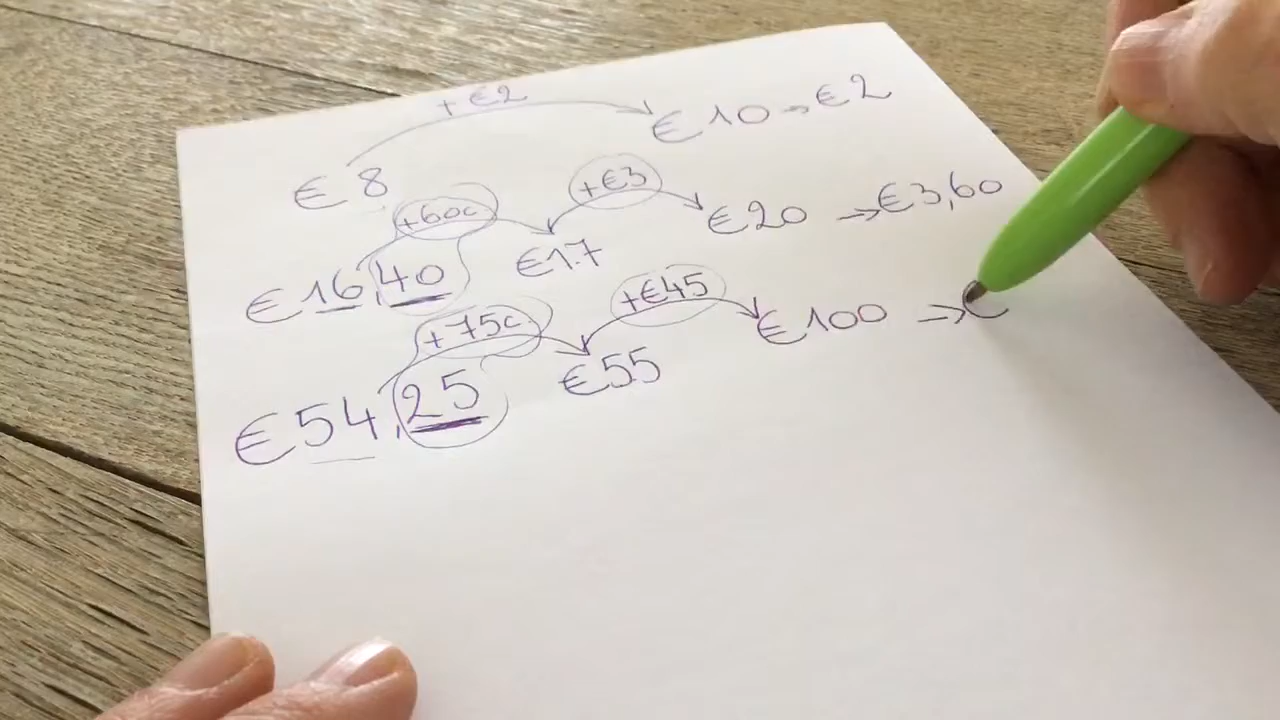 +€2
€8 €10 → €2
+60c +€3
€16,40 €17 €20 → €3,60
+75c +€45
€54,25 €55 €100 → €